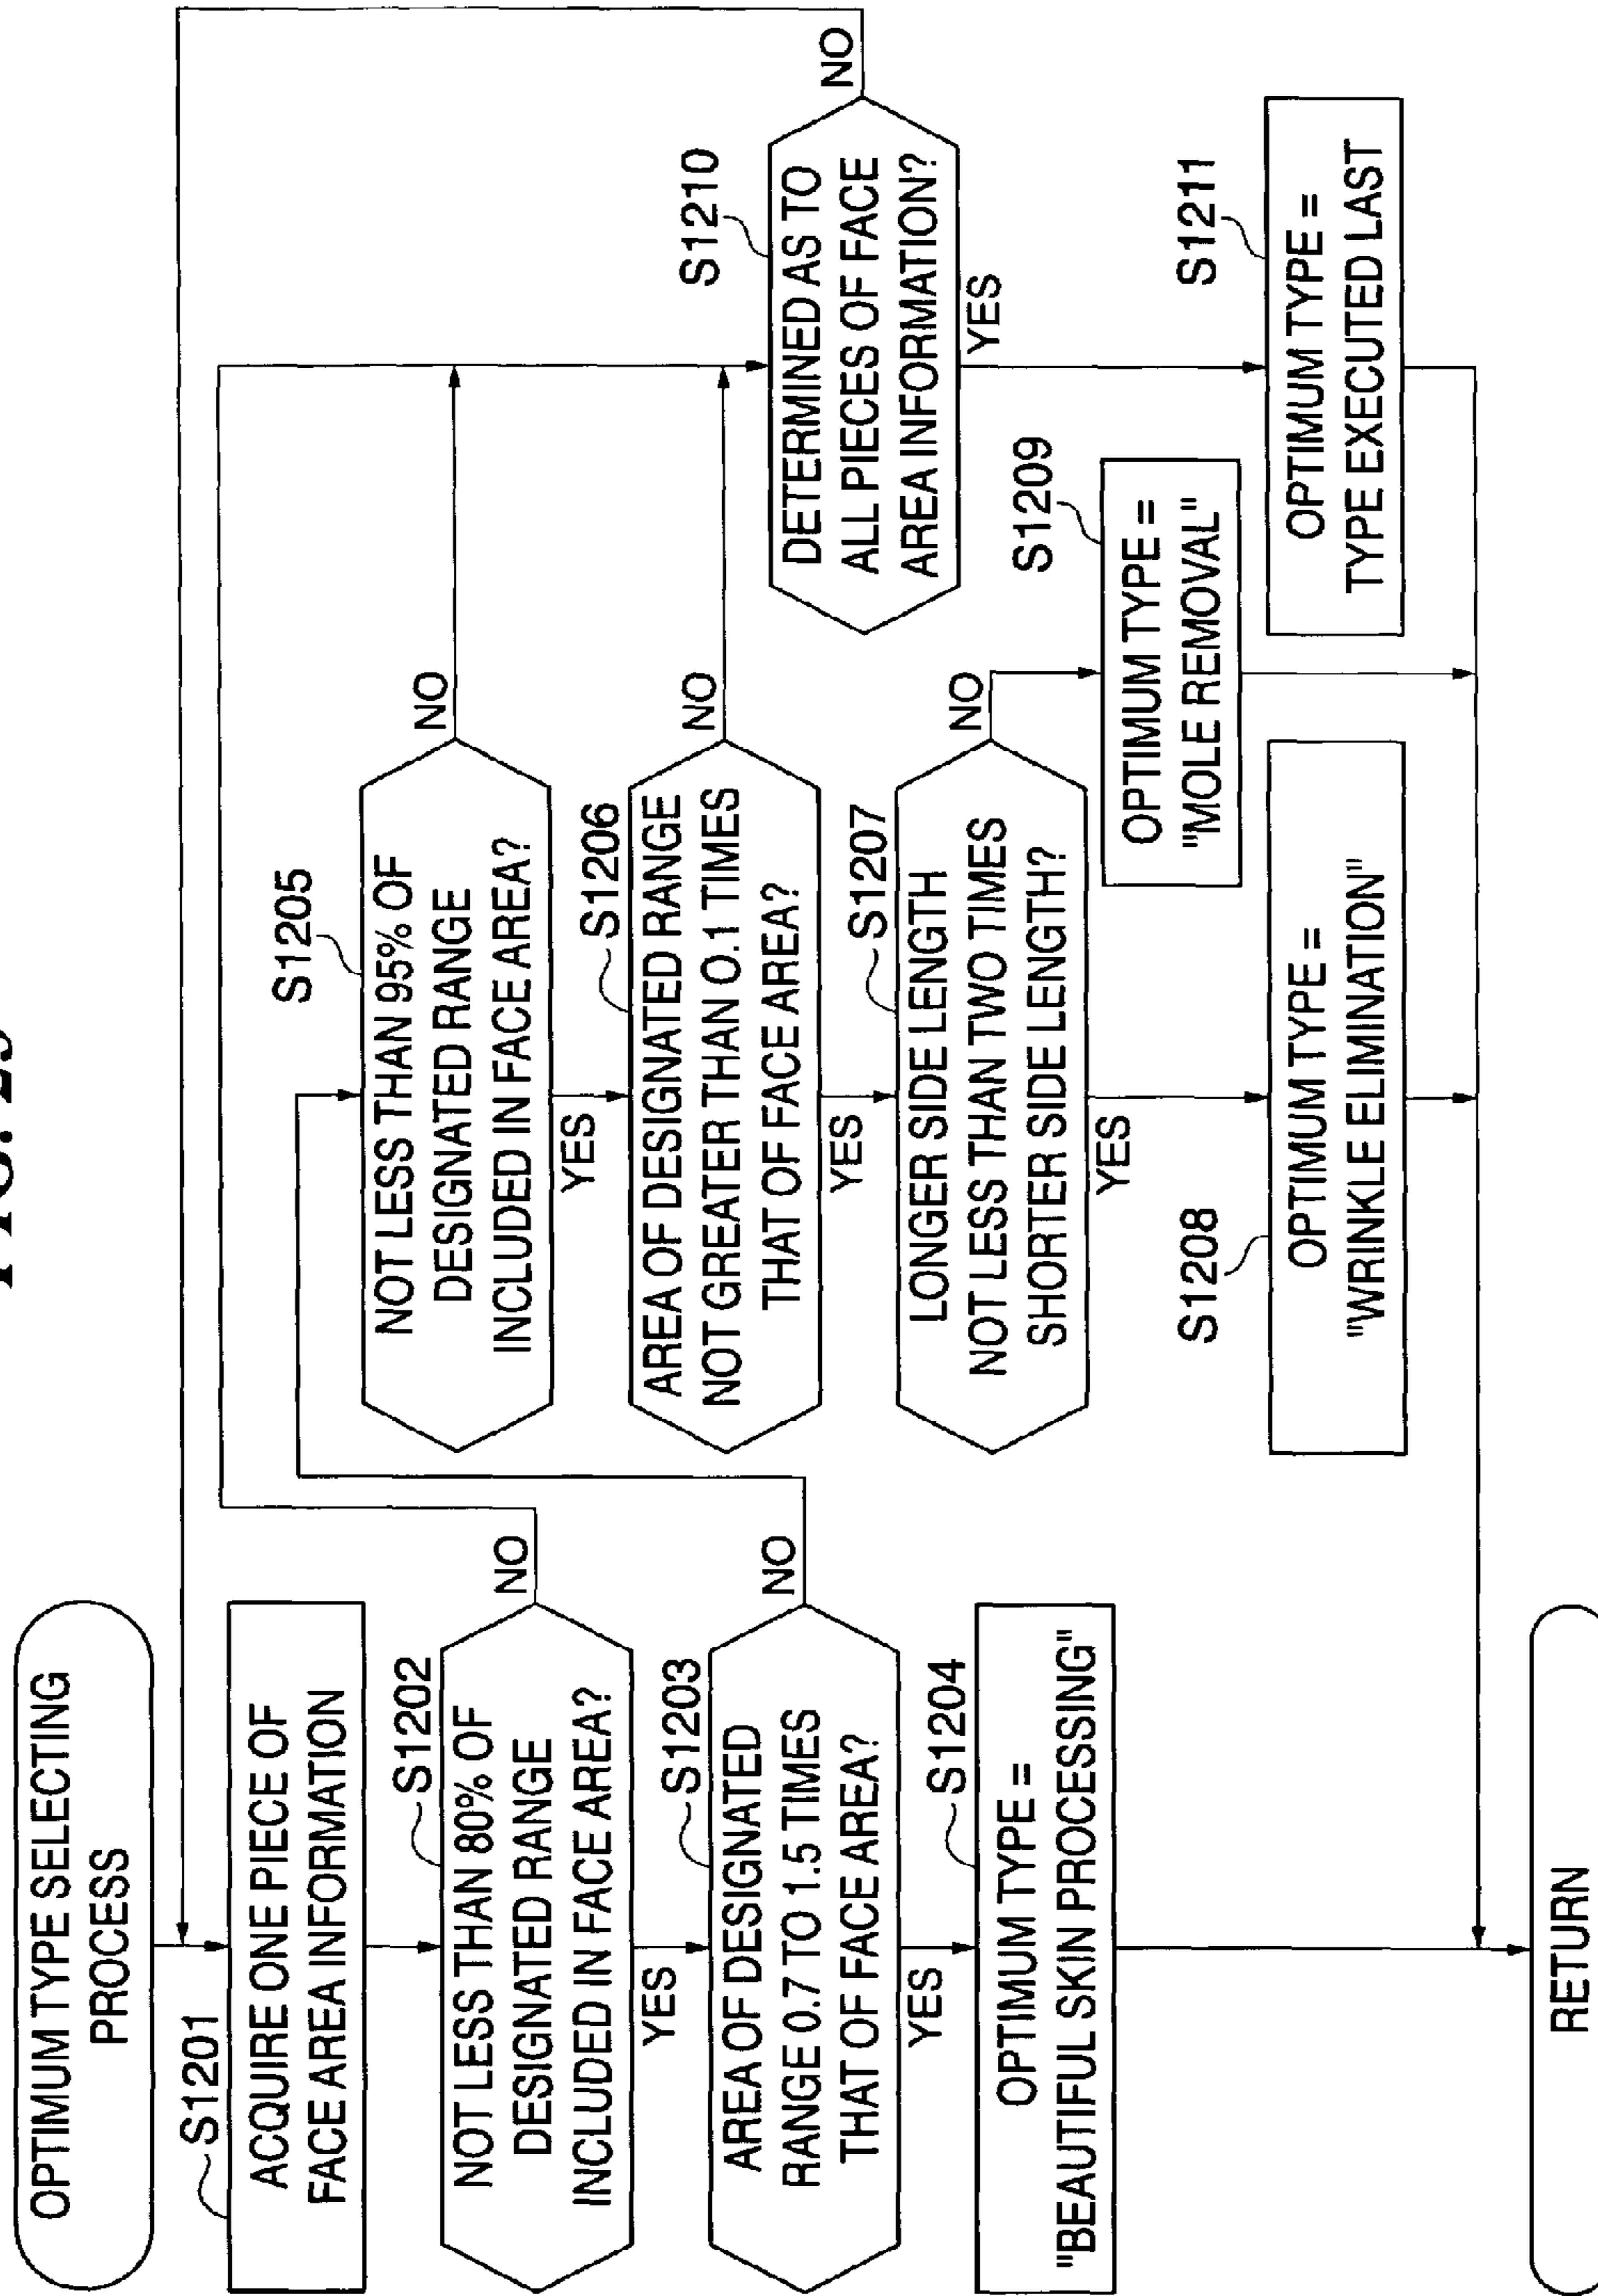 OPTIMUM TYPE SELECTING
PROCESS
S1201
ACQUIRE ONE PIECE OF
FACE AREA INFORMATION
S1202
NOT LESS THAN 80% OF
DESIGNATED RANGE
INCLUDED IN FACE AREA?
NO
YES
S1203
AREA OF DESIGNATED
RANGE 0.7 TO 1.5 TIMES
THAT OF FACE AREA?
NO
YES
S1204
OPTIMUM TYPE =
"BEAUTIFUL SKIN PROCESSING"
RETURN
S1205
NOT LESS THAN 95% OF
DESIGNATED RANGE
INCLUDED IN FACE AREA?
NO
YES
S1206
AREA OF DESIGNATED RANGE
NOT GREATER THAN 0.1 TIMES
THAT OF FACE AREA?
NO
YES
S1207
LONGER SIDE LENGTH
NOT LESS THAN TWO TIMES
SHORTER SIDE LENGTH?
NO
YES
S1208
OPTIMUM TYPE =
"WRINKLE ELIMINATION"
S1209
OPTIMUM TYPE =
"MOLE REMOVAL"
S1210
DETERMINED AS TO
ALL PIECES OF FACE
AREA INFORMATION?
NO
YES
S1211
OPTIMUM TYPE =
TYPE EXECUTED LAST